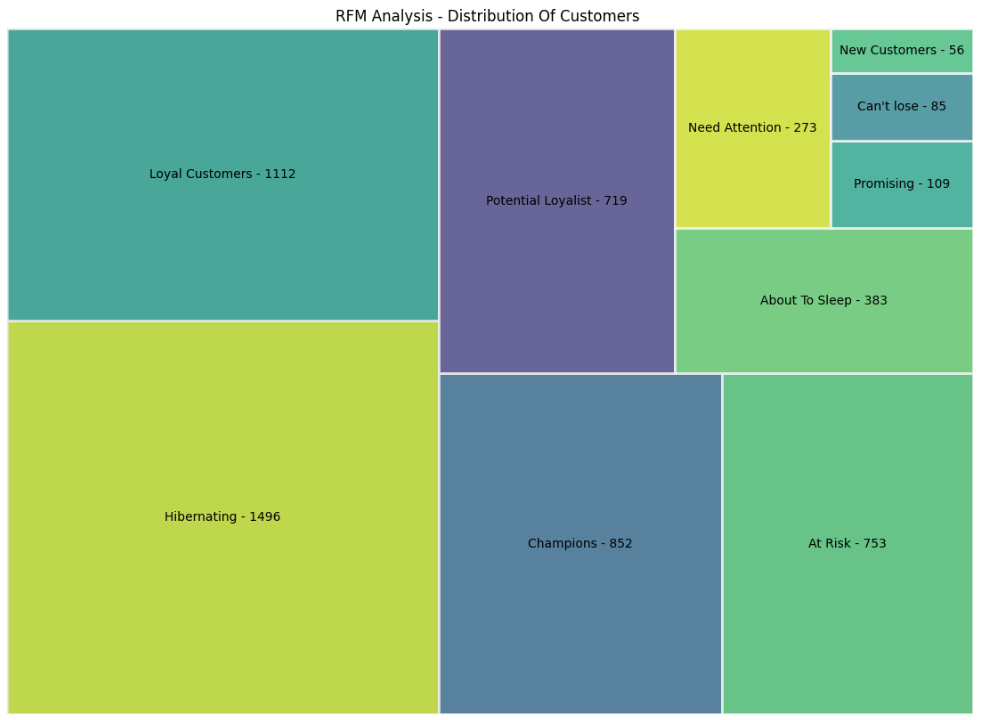 RFM Analysis - Distribution Of Customers
New Customers - 56
Can't lose - 85
Need Attention - 273
Loyal Customers - 1112
Promising - 109
Potential Loyalist - 719
About To Sleep - 383
Hibernating - 1496
Champions - 852
At Risk - 753